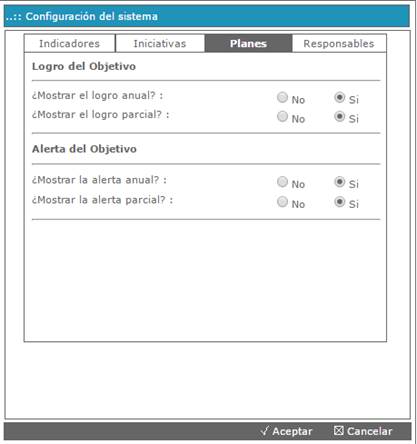 ..:: Configuración del sistema
Indicadores Iniciativas Planes Responsables
Logro del Objetivo
¿Mostrar el logro anual? : No Si
¿Mostrar el logro parcial? : No Si
Alerta del Objetivo
¿Mostrar la alerta anual? : No Si
¿Mostrar la alerta parcial? : No Si
Aceptar Cancelar